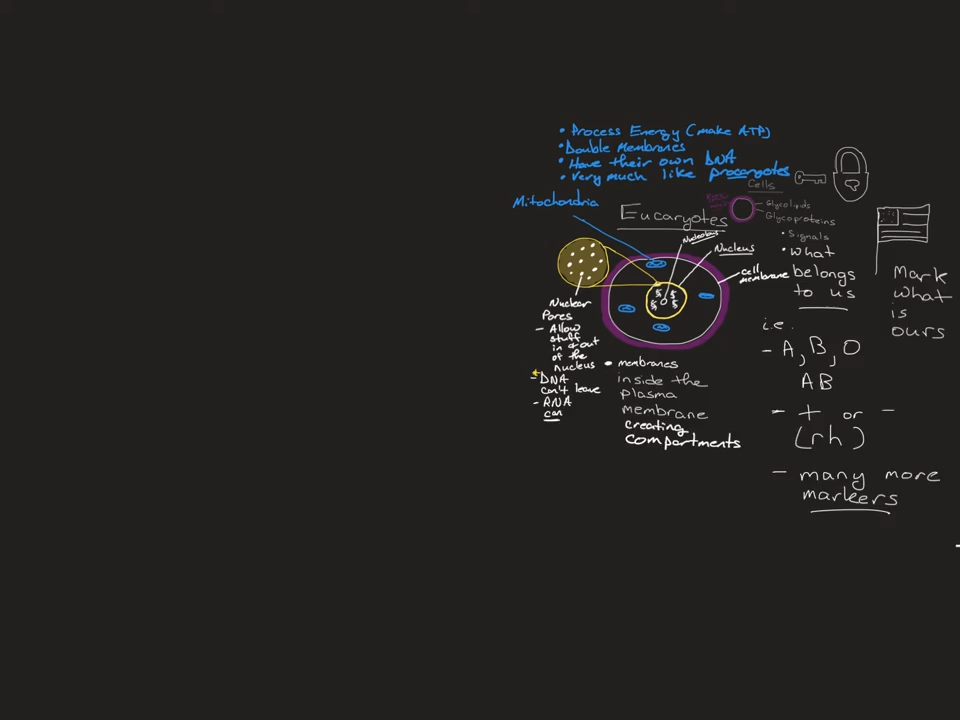 • Process Energy (make ATP)
• Double Membranes
• Have their own DNA
• Very much like procaryotes
Mitochondria
Eucaryotes
Nucleolus
Nucleus
cell
membrane
Nuclear
Pores
- Allow
stuff
in & out
of the
nucleus
- DNA
can't leave
- RNA
can
• membranes
inside the
plasma
membrane
creating
compartments
Cells
Glycolipids
Glycoproteins
• Signals
• what
belongs
to us
i.e.
- A, B, O
AB
- + or -
(rh)
- many more
markers
Mark
what
is
ours